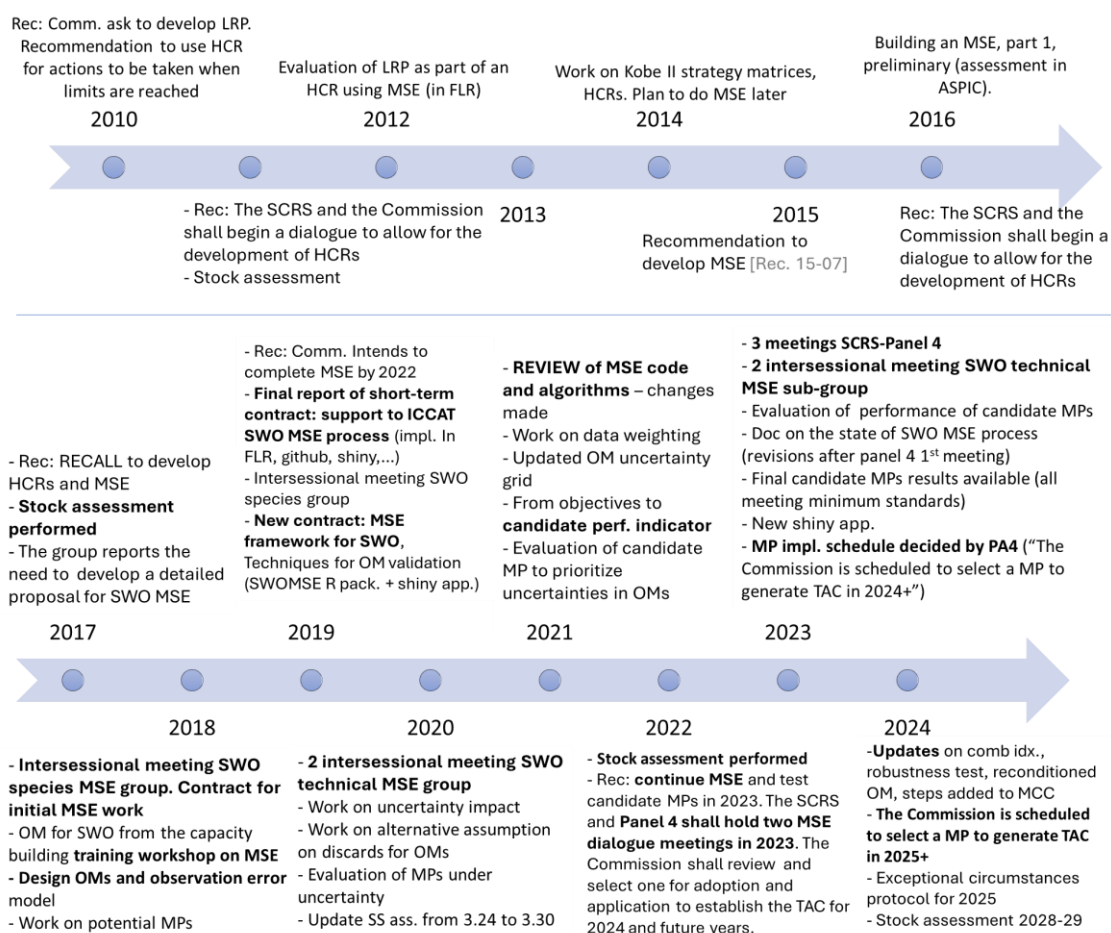 Rec: Comm. ask to develop LRP.
Recommendation to use HCR
for actions to be taken when
limits are reached
2010
Evaluation of LRP as part of an
HCR using MSE (in FLR)
2012
Work on Kobe II strategy matrices,
HCRs. Plan to do MSE later
2014
Building an MSE, part 1,
preliminary (assessment in
ASPIC).
2016
- Rec: The SCRS and the Commission
shall begin a dialogue to allow for the
development of HCRs
- Stock assessment
2013
2015
Recommendation to
develop MSE [Rec. 15-07]
Rec: The SCRS and the
Commission shall begin a
dialogue to allow for the
development of HCRs
- Rec: RECALL to develop
HCRs and MSE
- Stock assessment
performed
- The group reports the
need to develop a detailed
proposal for SWO MSE
2017
- Rec: Comm. Intends to
complete MSE by 2022
- Final report of short-term
contract: support to ICCAT
SWO MSE process (impl. In
FLR, github, shiny,...)
- Intersessional meeting SWO
species group
- New contract: MSE
framework for SWO,
Techniques for OM validation
(SWOMSE R pack. + shiny app.)
2019
- REVIEW of MSE code
and algorithms – changes
made
- Work on data weighting
- Updated OM uncertainty
grid
- From objectives to
candidate perf. indicator
- Evaluation of candidate
MP to prioritize
uncertainties in OMs
2021
- 3 meetings SCRS-Panel 4
- 2 intersessional meeting SWO technical
MSE sub-group
- Evaluation of performance of candidate MPs
- Doc on the state of SWO MSE process
(revisions after panel 4 1st meeting)
- Final candidate MPs results available (all
meeting minimum standards)
- New shiny app.
- MP impl. schedule decided by PA4 (“The
Commission is scheduled to select a MP to
generate TAC in 2024+”)
2023
2018
- Intersessional meeting SWO
species MSE group. Contract for
initial MSE work
- OM for SWO from the capacity
building training workshop on MSE
- Design OMs and observation error
model
- Work on potential MPs
2020
- 2 intersessional meeting SWO
technical MSE group
- Work on uncertainty impact
- Work on alternative assumption
on discards for OMs
- Evaluation of MPs under
uncertainty
- Update SS ass. from 3.24 to 3.30
2022
- Stock assessment performed
- Rec: continue MSE and test
candidate MPs in 2023. The SCRS
and Panel 4 shall hold two MSE
dialogue meetings in 2023. The
Commission shall review and
select one for adoption and
application to establish the TAC for
2024 and future years.
2024
-Updates on comb idx.,
robustness test, reconditioned
OM, steps added to MCC
- The Commission is scheduled
to select a MP to generate TAC
in 2025+
- Exceptional circumstances
protocol for 2025
- Stock assessment 2028-29